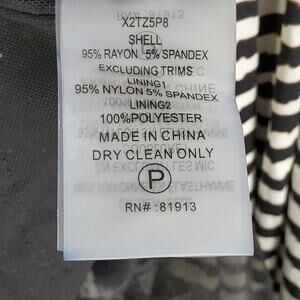 X2TZ5P8
SHELL
95% RAYON 5% SPANDEX
EXCLUDING TRIMS
LINING1
95% NYLON 5% SPANDEX
LINING2
100%POLYESTER
MADE IN CHINA
DRY CLEAN ONLY
P
RN# :81913